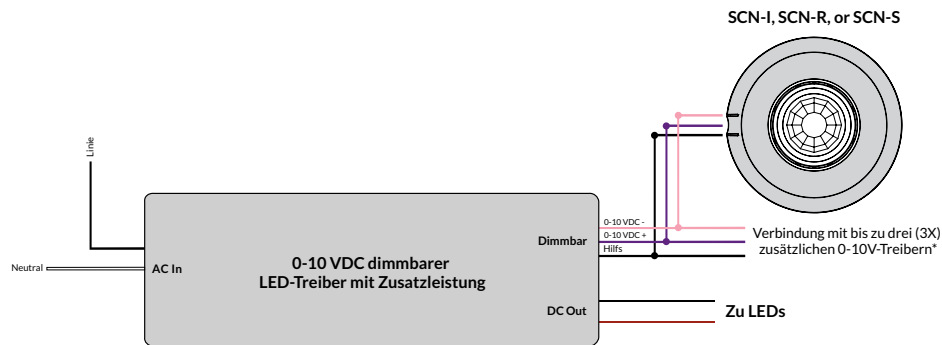 SCN-I, SCN-R, or SCN-S
Linie
0-10 VDC -
0-10 VDC +
Hilfs
Dimmbar
Verbindung mit bis zu drei (3X)
zusätzlichen 0-10V-Treibern*
Neutral
AC In
0-10 VDC dimmbarer
LED-Treiber mit Zusatzleistung
DC Out
Zu LEDs